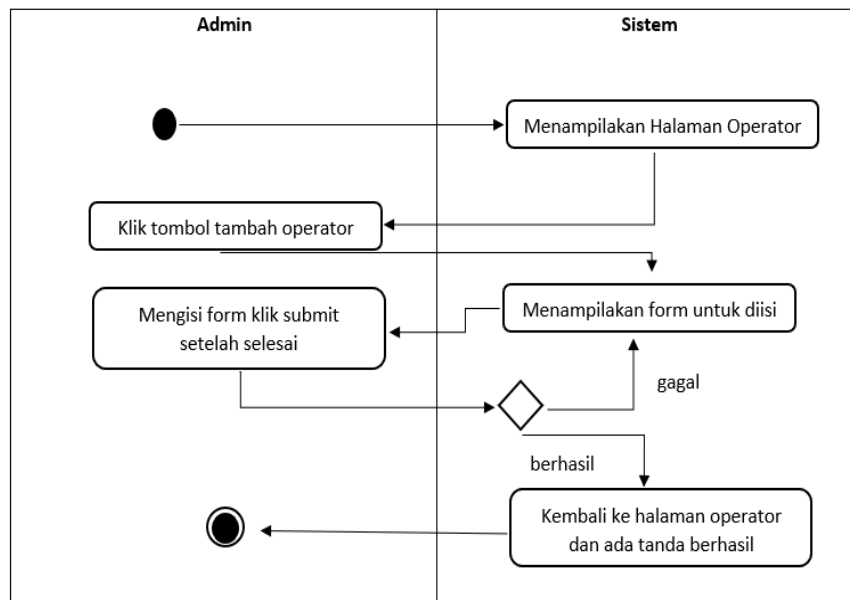 Admin
Sistem
Menampilakan Halaman Operator
Klik tombol tambah operator
Menampilakan form untuk diisi
Mengisi form klik submit
setelah selesai
gagal
berhasil
Kembali ke halaman operator
dan ada tanda berhasil